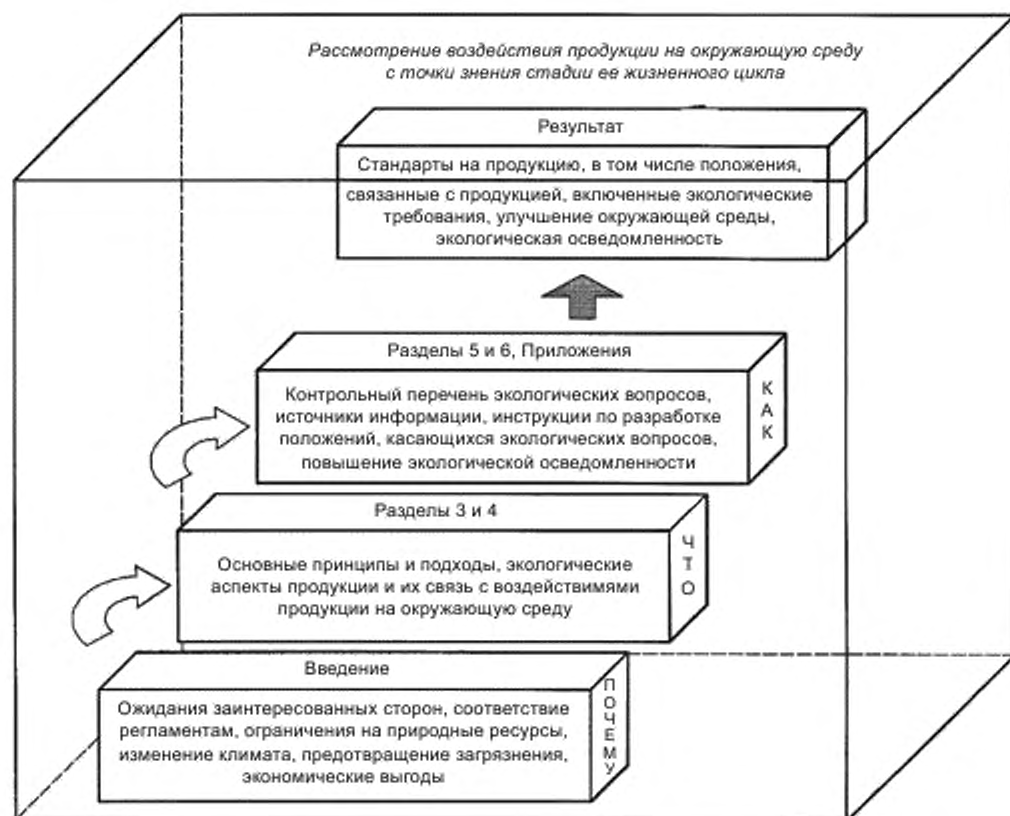 Рассмотрение воздействия продукции на окружающую среду
с точки знения стадии ее жизненного цикла
Результат
Стандарты на продукцию, в том числе положения,
связанные с продукцией, включенные экологические
требования, улучшение окружающей среды,
экологическая осведомленность
Разделы 5 и 6, Приложения
Контрольный перечень экологических вопросов,
источники информации, инструкции по разработке
положений, касающихся экологических вопросов,
повышение экологической осведомленности
КАК
Разделы 3 и 4
Основные принципы и подходы, экологические
аспекты продукции и их связь с воздействимями
продукции на окружающую среду
ЧТО
Введение
Ожидания заинтересованных сторон, соответствие
регламентам, ограничения на природные ресурсы,
изменение климата, предотвращение загрязнения,
экономические выгоды
ПОЧЕМУ